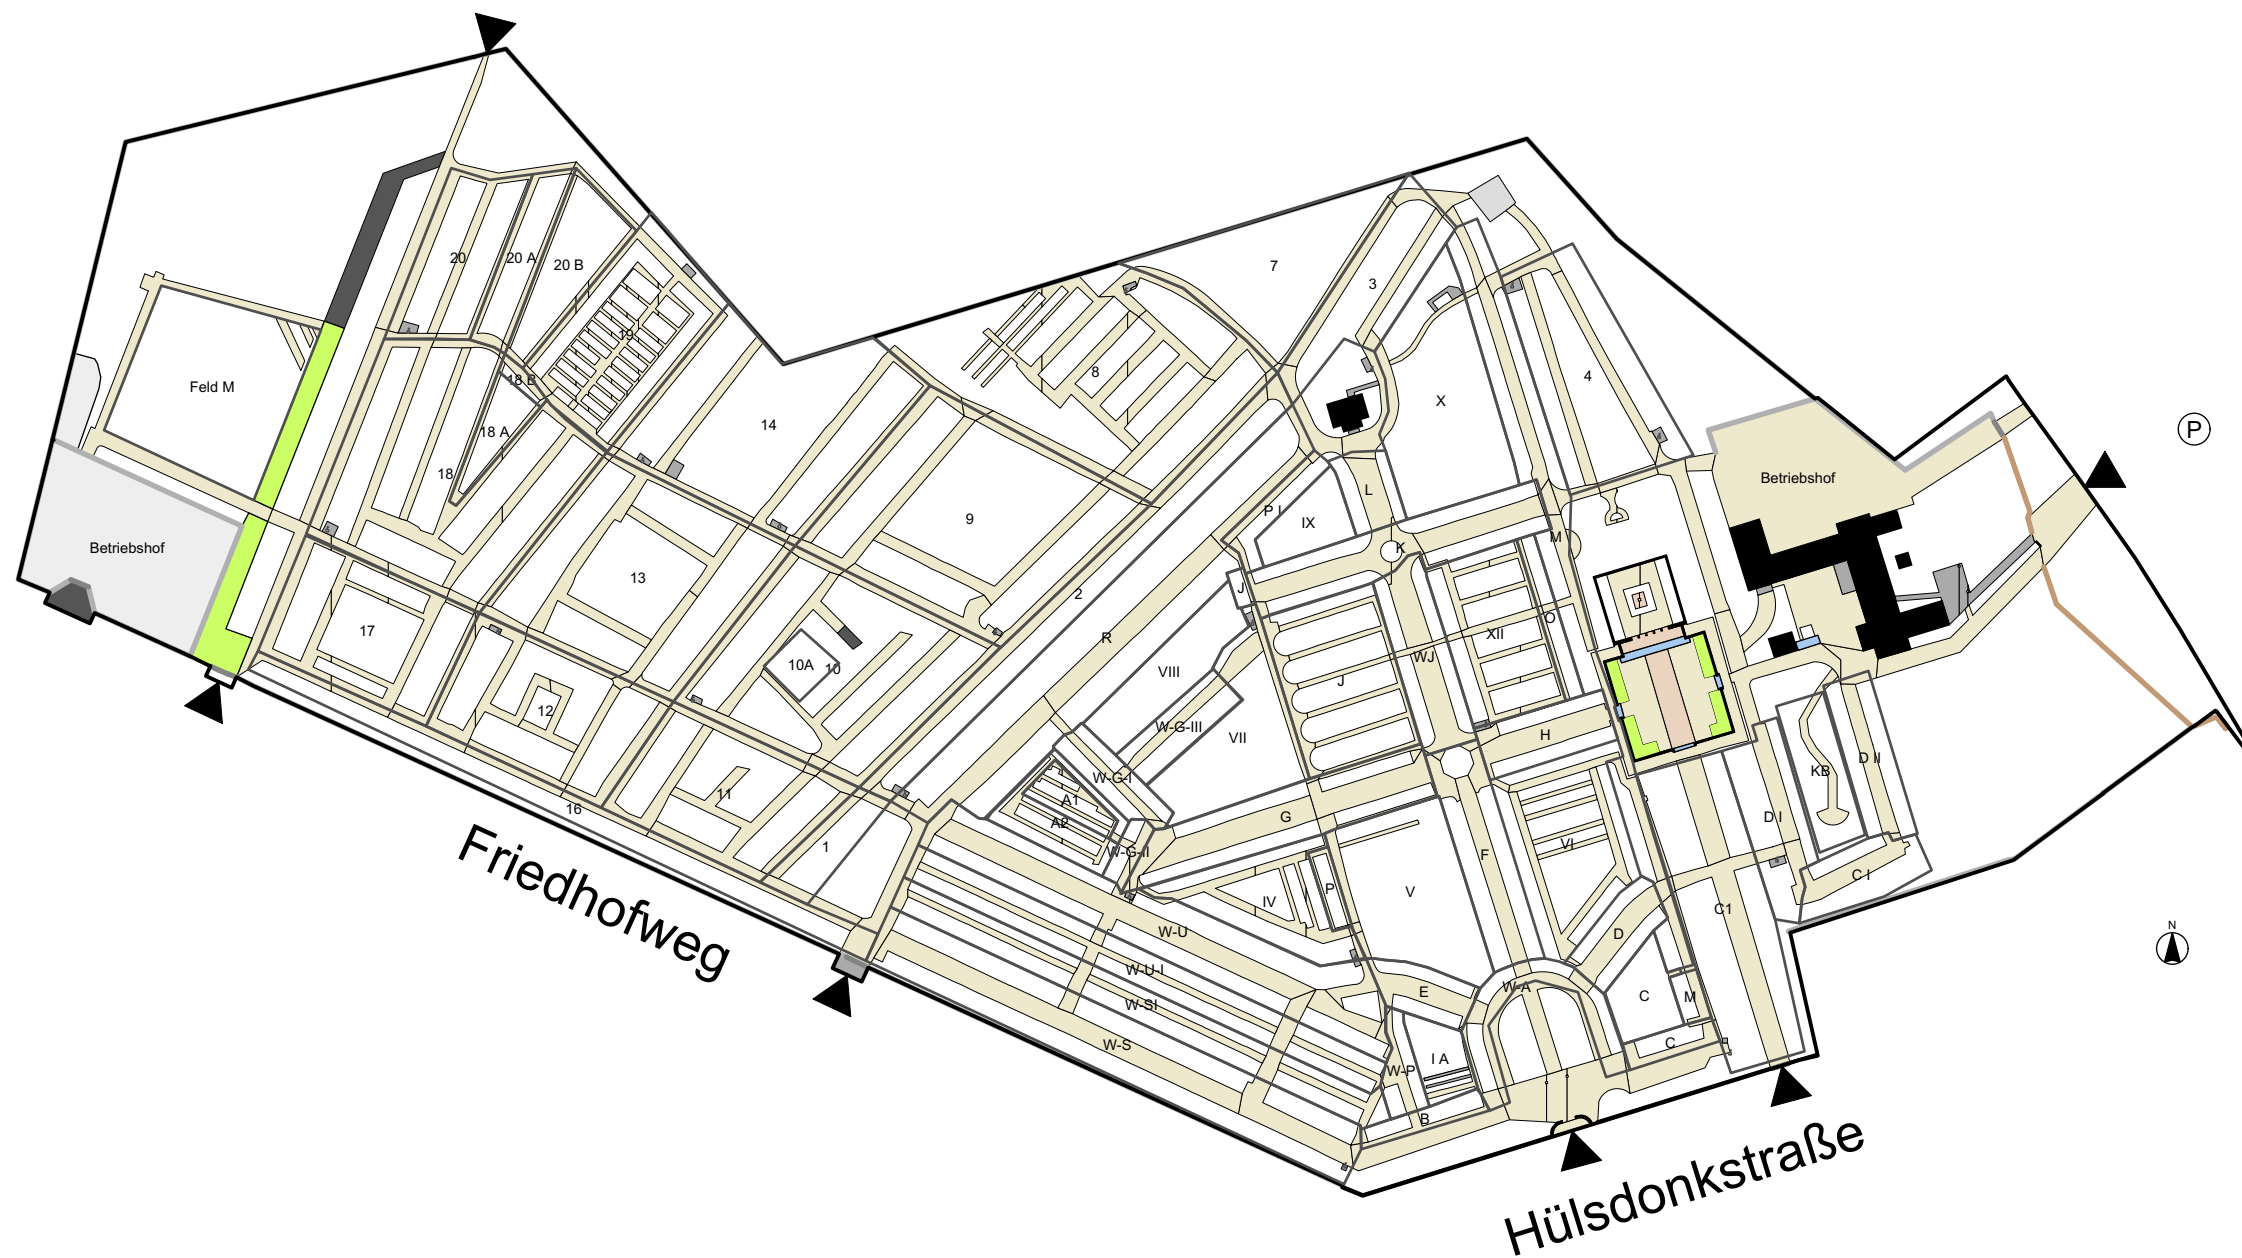 7
20
20 A
20 B
3
19
8
4
Feld M
18 B
X
14
P
18 A
18
Betriebshof
L
P I
IX
9
M
K
Betriebshof
13
J
2
O
17
R
XII
WJ
10A
10
VIII
J
12
W-G-III
VII
H
KB
D II
W-G-I
11
A1
16
G
D I
A2
1
W-G-II
F
VI
C I
P
V
IV
C1
Friedhofweg
W-U
D
N
W-U-I
W-A
E
C
M
W-SI
W-S
C
I A
W-P
B
Hülsdonkstraße